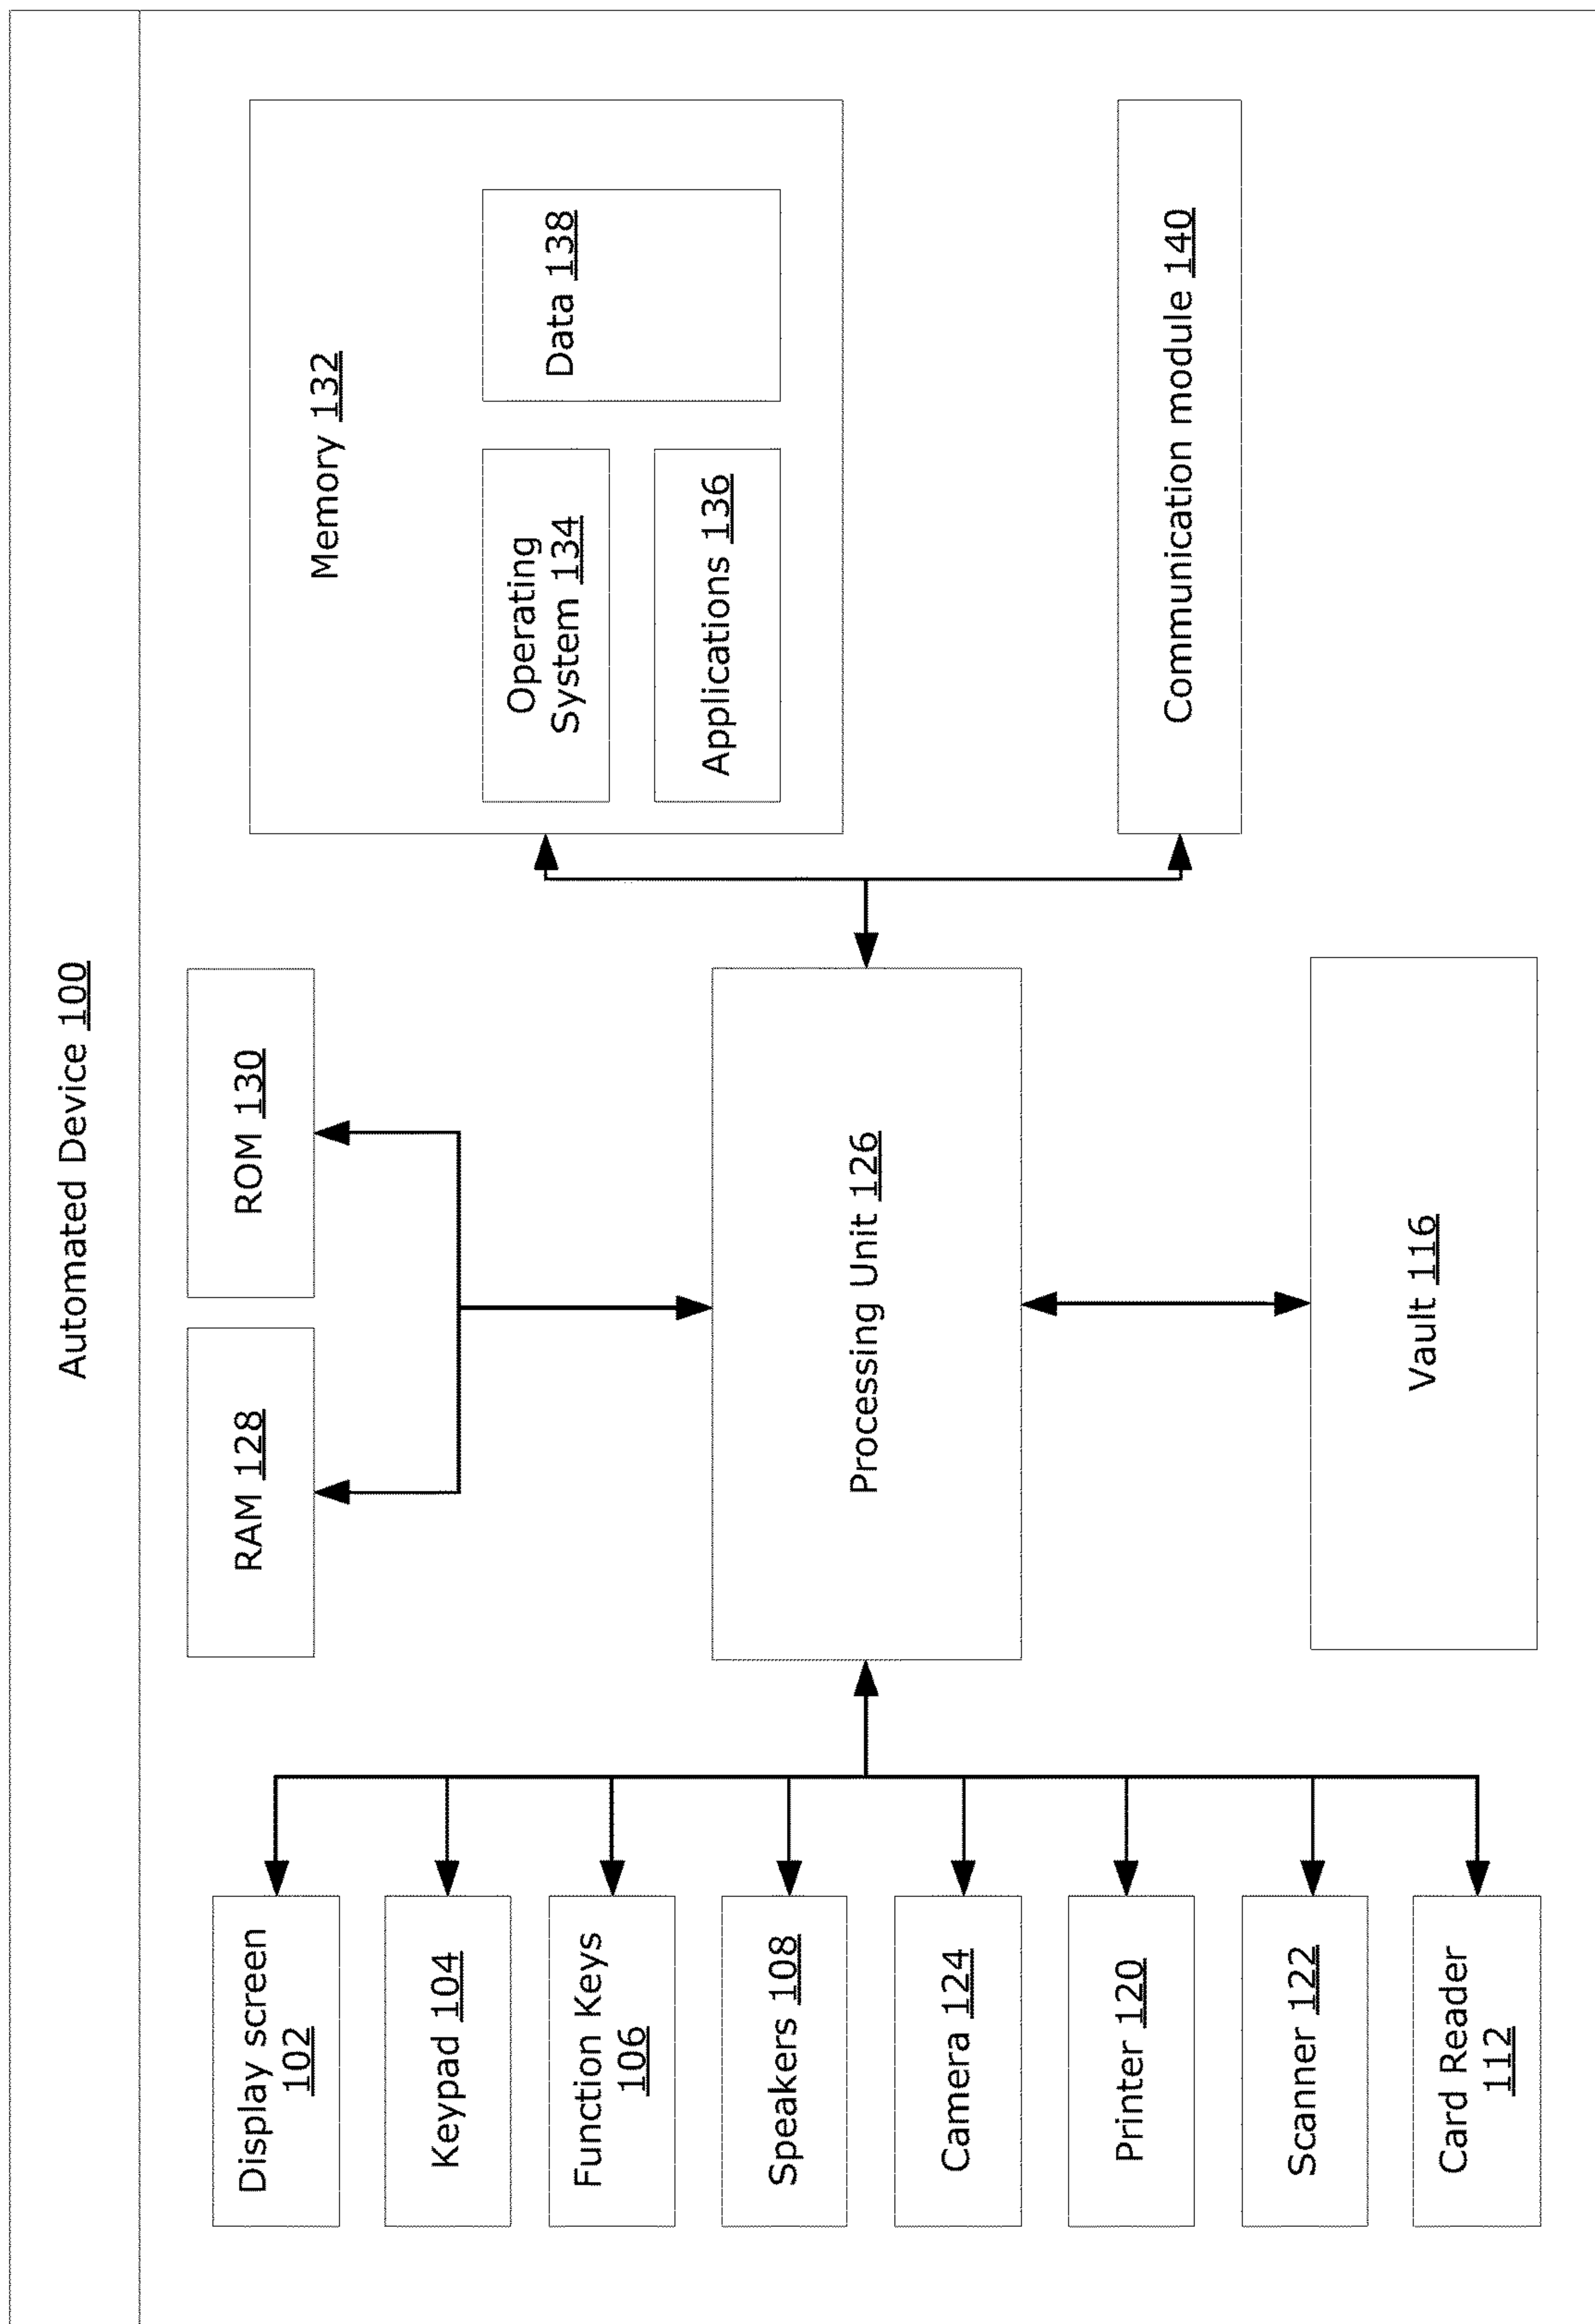 Automated Device 100
Display screen
102
Keypad 104
Function Keys
106
Speakers 108
Camera 124
Printer 120
Scanner 122
Card Reader
112
RAM 128
ROM 130
Processing Unit 126
Vault 116
Memory 132
Operating
System 134
Applications 136
Data 138
Communication module 140